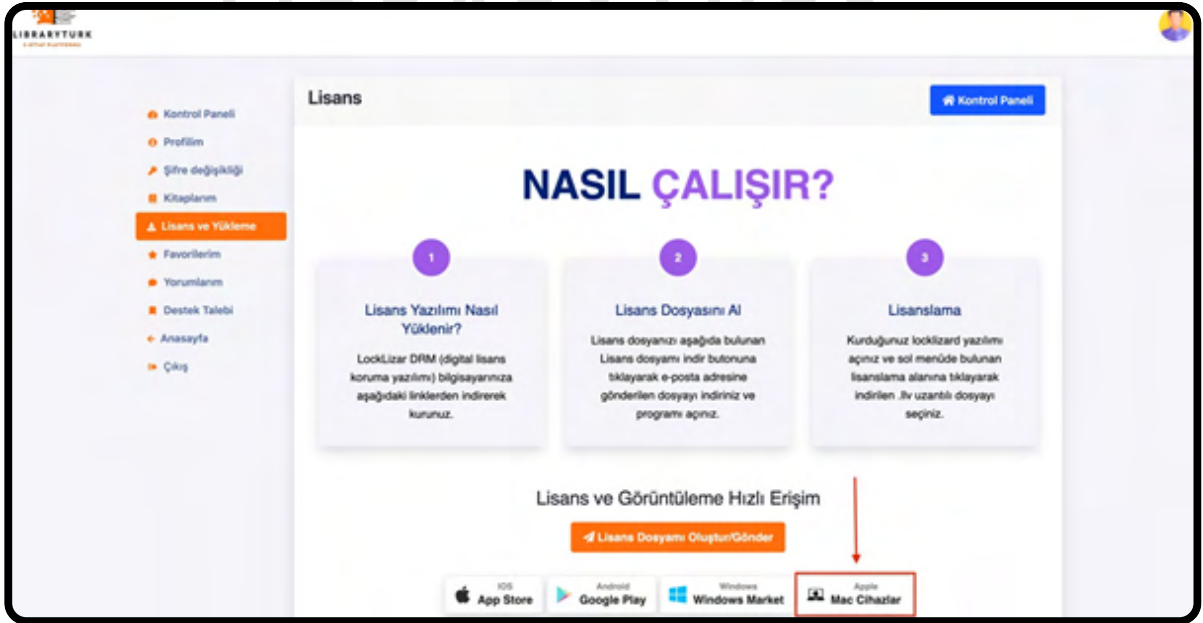 LIBRARYTURK
E-KİTAP PLATFORMU
Kontrol Paneli
Profilim
Şifre değişikliği
Kitaplarım
Lisans ve Yükleme
Favorilerim
Yorumlarım
Destek Talebi
Anasayfa
Çıkış
Lisans
Kontrol Paneli
NASIL ÇALIŞIR?
1
Lisans Yazılımı Nasıl
Yüklenir?
LockLizar DRM (digital lisans
koruma yazılımı) bilgisayarınıza
aşağıdaki linklerden indirerek
kurunuz.
2
Lisans Dosyasını Al
Lisans dosyanızı aşağıda bulunan
Lisans dosyamı indir butonuna
tıklayarak e-posta adresine
gönderilen dosyayı indiriniz ve
programı açınız.
3
Lisanslama
Kurduğunuz locklizard yazılımı
açınız ve sol menüde bulunan
lisanslama alanına tıklayarak
indirilen .llv uzantılı dosyayı
seçiniz.
Lisans ve Görüntüleme Hızlı Erişim
Lisans Dosyamı Oluştur/Gönder
IOS
App Store
Android
Google Play
Windows
Windows Market
Apple
Mac Cihazlar